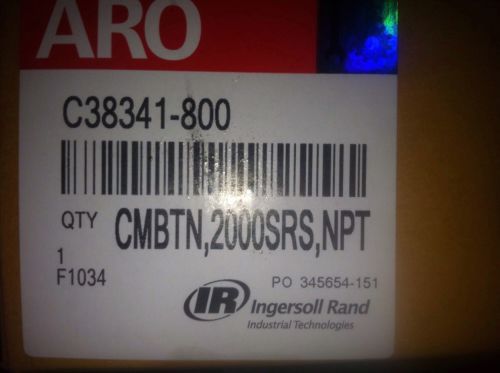 ARO
C38341-800
QTY CMBTN,2000SRS,NPT
1
F1034
PO 345654-151
IR Ingersoll Rand
Industrial Technologies